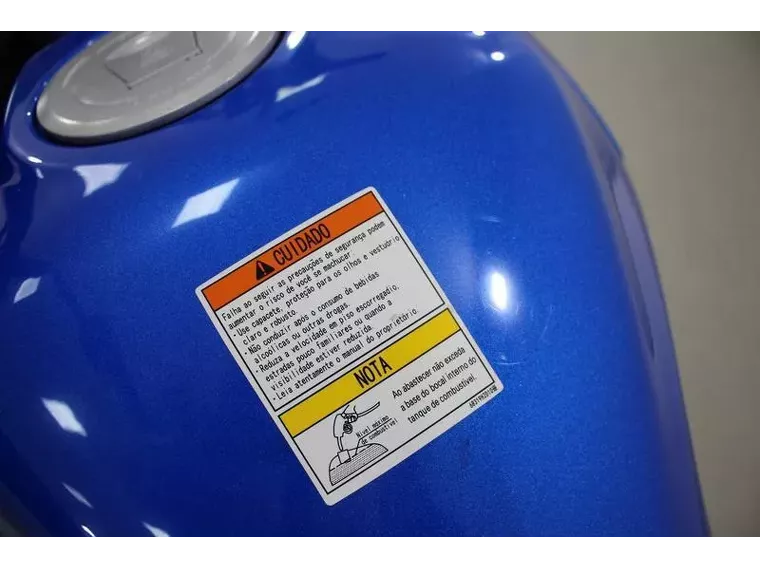 CUIDADO
Falha ao seguir as precauções de segurança podem
aumentar o risco de você se machucar:
- Use capacete, proteção para os olhos e vestuário
claro e robusto.
- Não conduzir após o consumo de bebidas
alcoólicas ou outras drogas.
- Reduza a velocidade em piso escorregadio,
estradas pouco familiares ou quando a
visibilidade estiver reduzida.
- Leia atentamente o manual do proprietário.
NOTA
Ao abastecer não exceda
a base do bocal interno do
tanque de combustível.
Nível máximo
de combustível